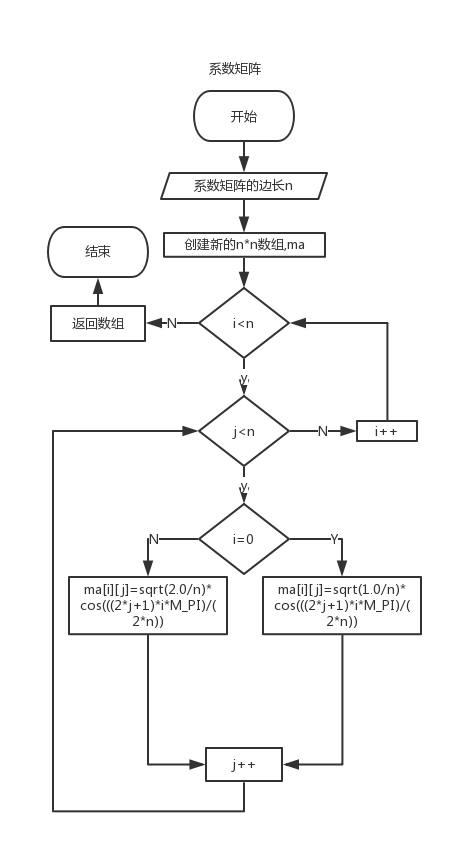 系数矩阵
开始
系数矩阵的边长n
创建新的n*n数组,ma
结束
返回数组
N
i<n
y
j<n
N
i++
y
i=0
N
Y
ma[i][j]=sqrt(2.0/n)*
cos(((2*j+1)*i*M_PI)/(
2*n))
ma[i][j]=sqrt(1.0/n)*
cos(((2*j+1)*i*M_PI)/(
2*n))
j++